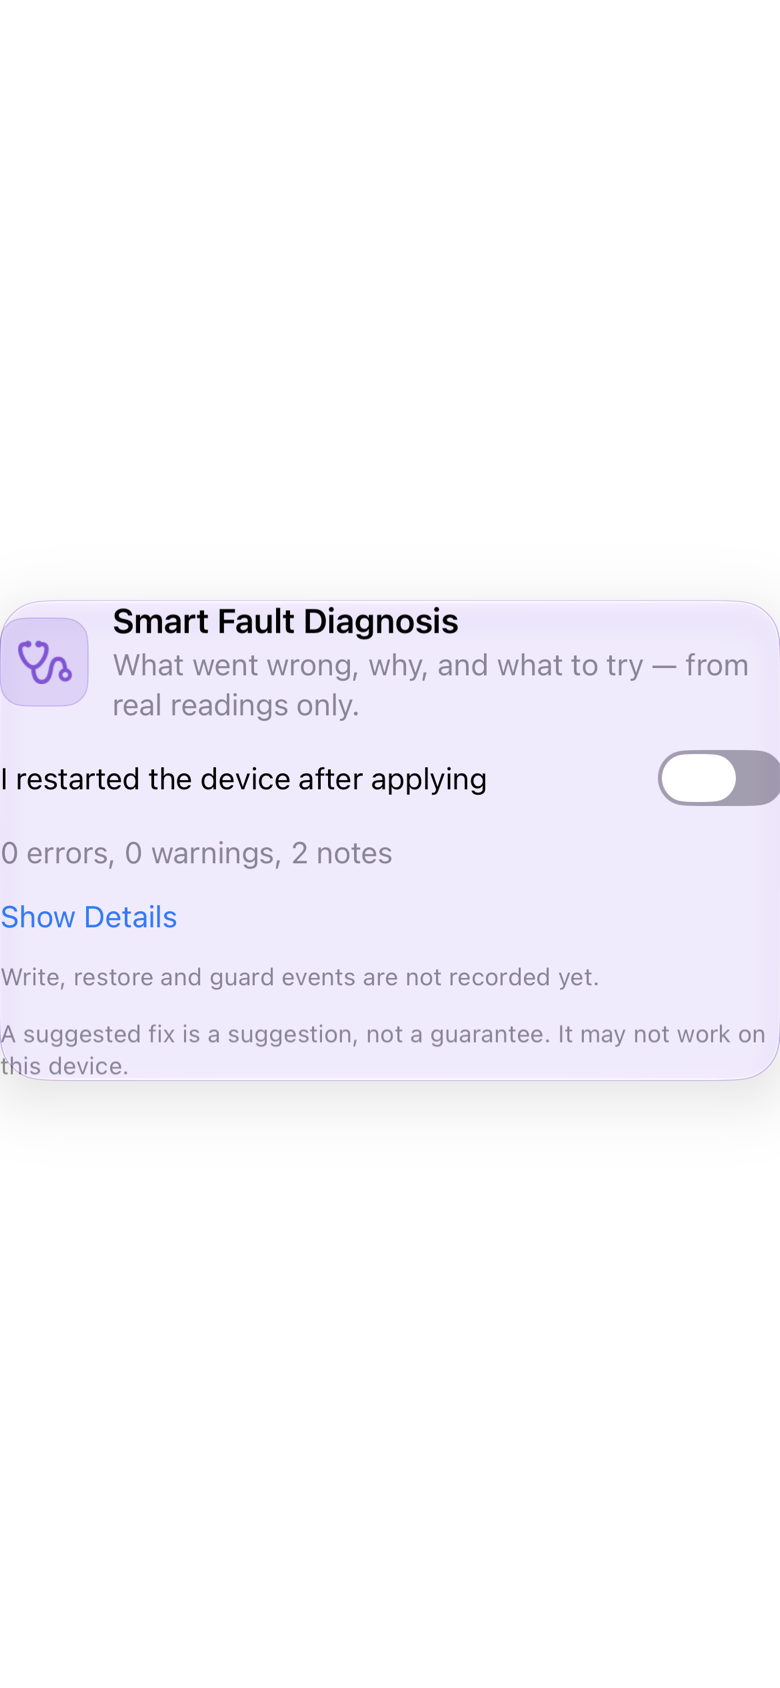 Smart Fault Diagnosis
What went wrong, why, and what to try — from
real readings only.
I restarted the device after applying
0 errors, 0 warnings, 2 notes
Show Details
Write, restore and guard events are not recorded yet.
A suggested fix is a suggestion, not a guarantee. It may not work on
this device.